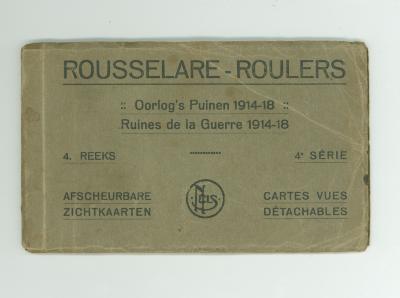 ROUSSELARE - ROULERS
:: Oorlog's Puinen 1914-18 ::
Ruines de la Guerre 1914-18
4. REEKS 4e SÉRIE
AFSCHEURBARE CARTES VUES
ZICHTKAARTEN DÉTACHABLES